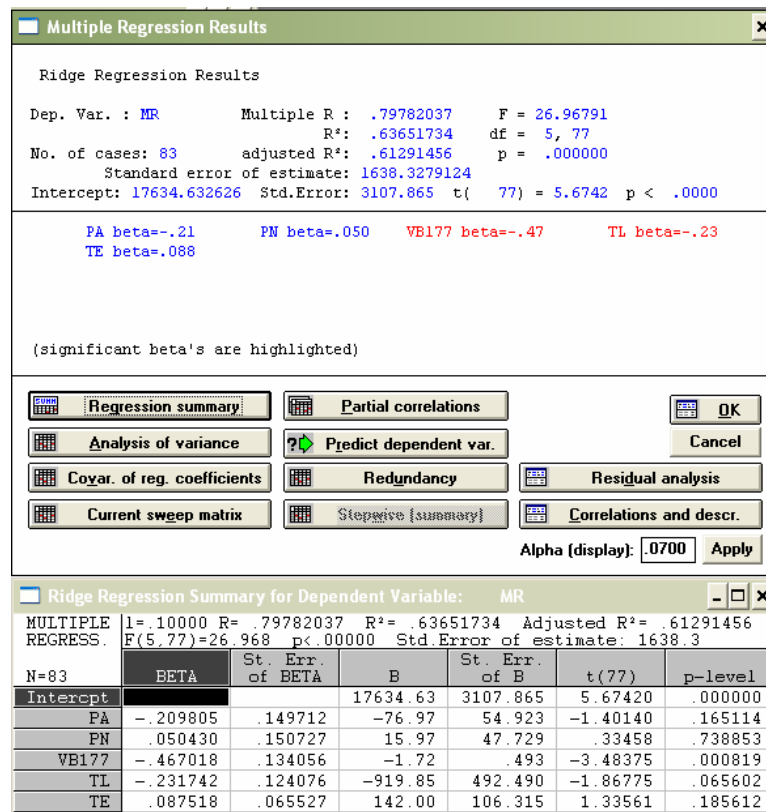 Multiple Regression Results
Ridge Regression Results
Dep. Var. : MR Multiple R : .79782037 F = 26.96791
R²: .63651734 df = 5, 77
No. of cases: 83 adjusted R²: .61291456 p = .000000
Standard error of estimate: 1638.3279124
Intercept: 17634.632626 Std.Error: 3107.865 t( 77) = 5.6742 p < .0000
PA beta=-.21 PN beta=.050 VB177 beta=-.47 TL beta=-.23
TE beta=.088
(significant beta's are highlighted)
Regression summary Partial correlations OK
Analysis of variance Predict dependent var. Cancel
Covar. of reg. coefficients Redundancy Residual analysis
Current sweep matrix Stepwise (summary) Correlations and descr.
Alpha (display): .0700 Apply
Ridge Regression Summary for Dependent Variable: MR
MULTIPLE l=.10000 R= .79782037 R²= .63651734 Adjusted R²= .61291456
REGRESS. F(5,77)=26.968 p<.00000 Std.Error of estimate: 1638.3
St. Err. St. Err.
N=83 BETA of BETA B of B t(77) p-level
Intercpt 17634.63 3107.865 5.67420 .000000
PA -.209805 .149712 -76.97 54.923 -1.40140 .165114
PN .050430 .150727 15.97 47.729 .33458 .738853
VB177 -.467018 .134056 -1.72 .493 -3.48375 .000819
TL -.231742 .124076 -919.85 492.490 -1.86775 .065602
TE .087518 .065527 142.00 106.315 1.33561 .185612